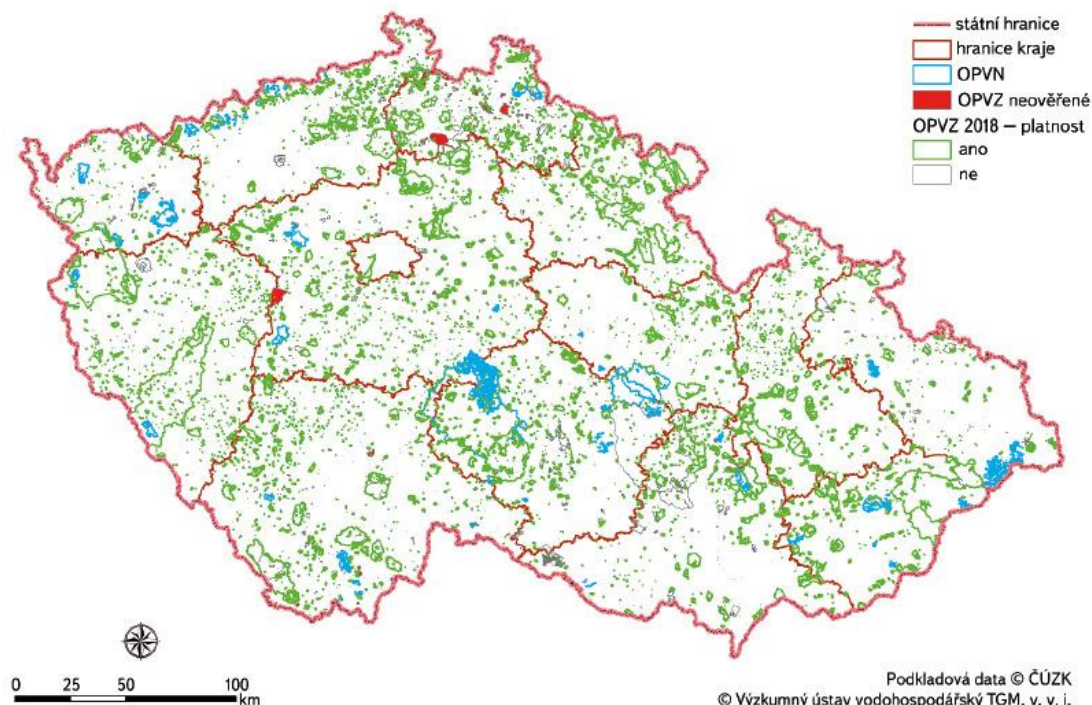 státní hranice
hranice kraje
OPVN
OPVZ neověřené
OPVZ 2018 — platnost
ano
ne
0 25 50 100
km
Podkladová data © ČÚZK
© Výzkumný ústav vodohospodářský TGM, v. v. i.